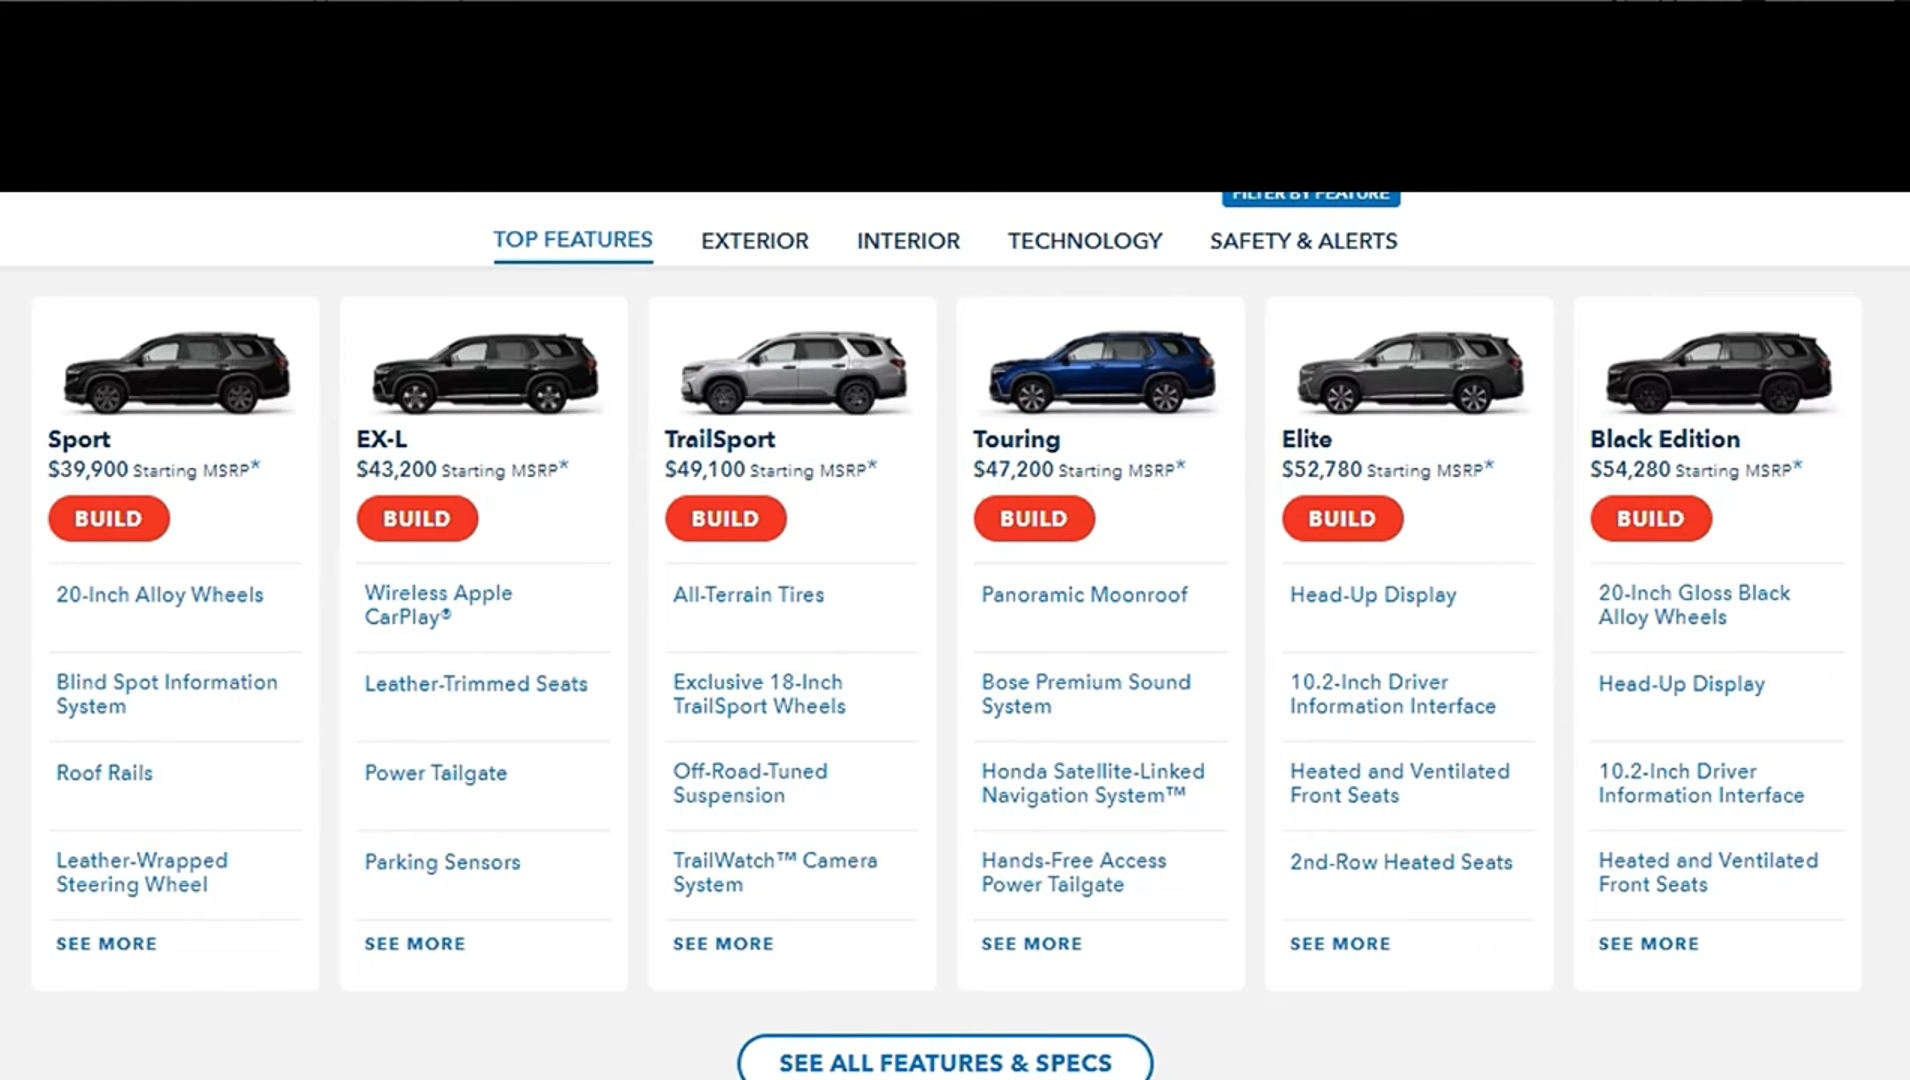 FILTER BY FEATURE
TOP FEATURES EXTERIOR INTERIOR TECHNOLOGY SAFETY & ALERTS
Sport
$39,900 Starting MSRP*
BUILD
20-Inch Alloy Wheels
Blind Spot Information
System
Roof Rails
Leather-Wrapped
Steering Wheel
SEE MORE
EX-L
$43,200 Starting MSRP*
BUILD
Wireless Apple
CarPlay®
Leather-Trimmed Seats
Power Tailgate
Parking Sensors
SEE MORE
TrailSport
$49,100 Starting MSRP*
BUILD
All-Terrain Tires
Exclusive 18-Inch
TrailSport Wheels
Off-Road-Tuned
Suspension
TrailWatch™ Camera
System
SEE MORE
Touring
$47,200 Starting MSRP*
BUILD
Panoramic Moonroof
Bose Premium Sound
System
Honda Satellite-Linked
Navigation System™
Hands-Free Access
Power Tailgate
SEE MORE
Elite
$52,780 Starting MSRP*
BUILD
Head-Up Display
10.2-Inch Driver
Information Interface
Heated and Ventilated
Front Seats
2nd-Row Heated Seats
SEE MORE
Black Edition
$54,280 Starting MSRP*
BUILD
20-Inch Gloss Black
Alloy Wheels
Head-Up Display
10.2-Inch Driver
Information Interface
Heated and Ventilated
Front Seats
SEE MORE
SEE ALL FEATURES & SPECS